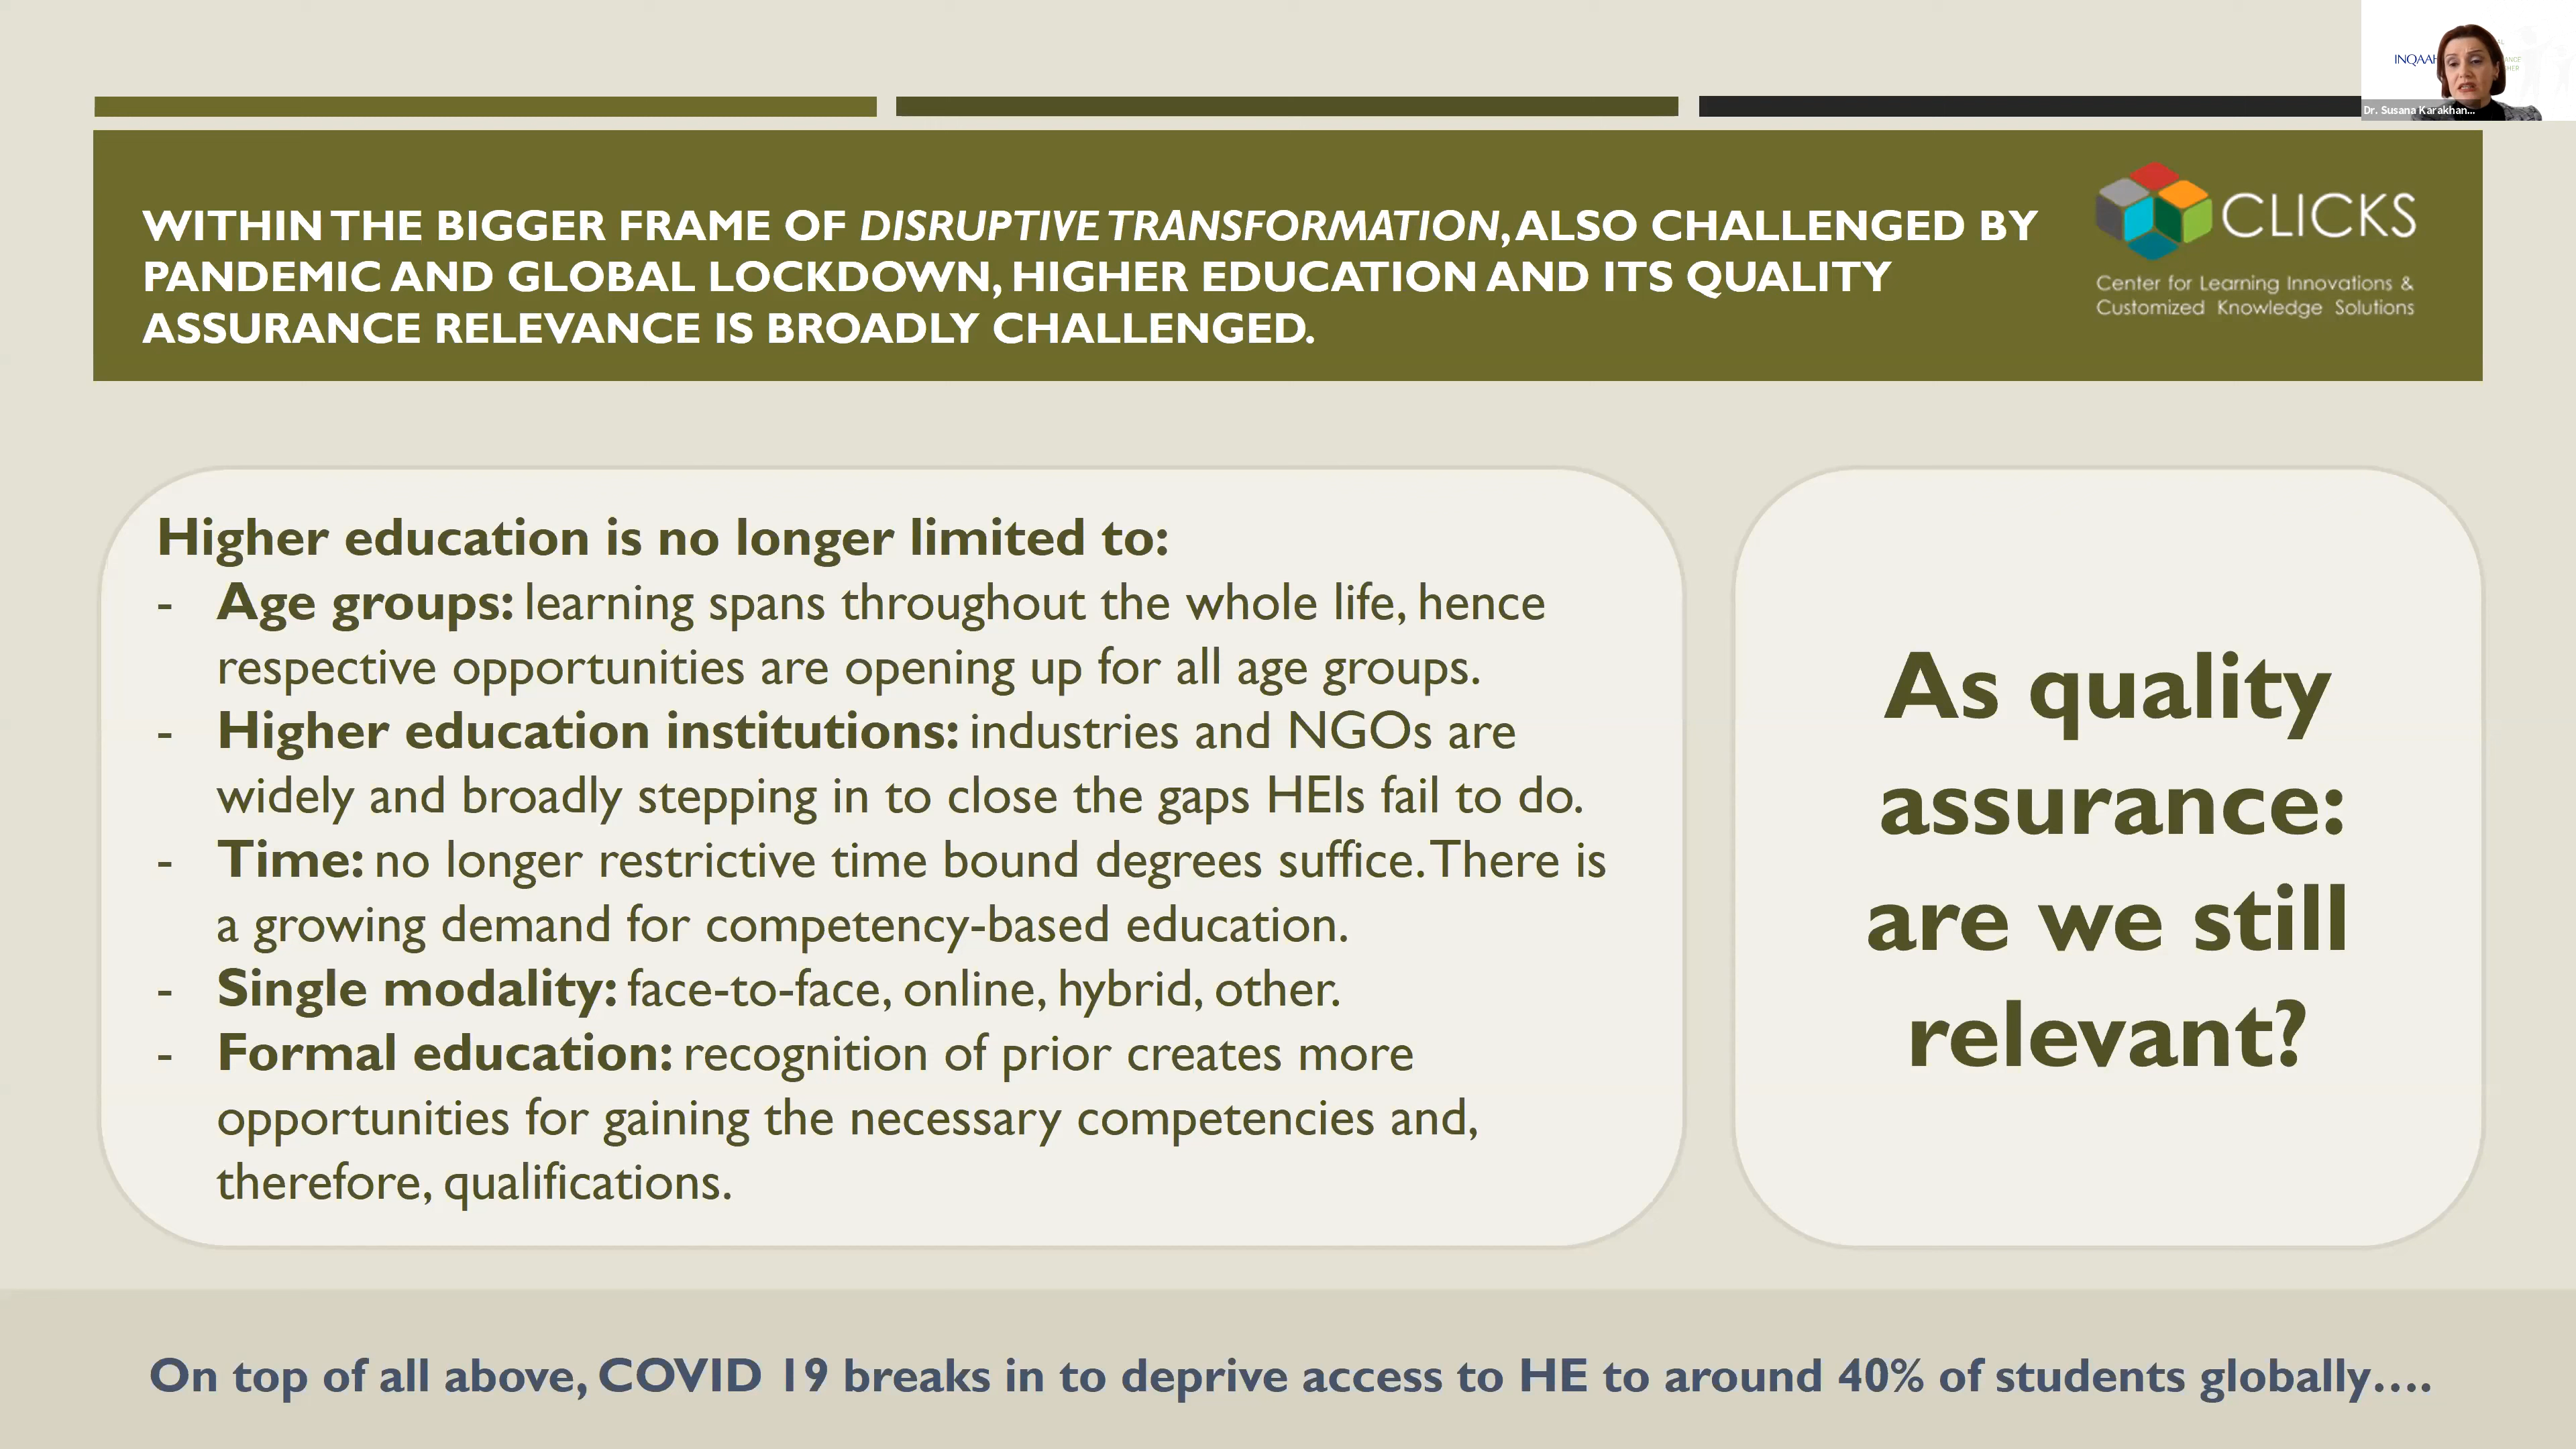 INQAAH
ANCE
HER
Dr. Susana Karakhan...
WITHIN THE BIGGER FRAME OF DISRUPTIVE TRANSFORMATION, ALSO CHALLENGED BY
PANDEMIC AND GLOBAL LOCKDOWN, HIGHER EDUCATION AND ITS QUALITY
ASSURANCE RELEVANCE IS BROADLY CHALLENGED.
CLICKS
Center for Learning Innovations &
Customized Knowledge Solutions
Higher education is no longer limited to:
- Age groups: learning spans throughout the whole life, hence
respective opportunities are opening up for all age groups.
- Higher education institutions: industries and NGOs are
widely and broadly stepping in to close the gaps HEIs fail to do.
- Time: no longer restrictive time bound degrees suffice. There is
a growing demand for competency-based education.
- Single modality: face-to-face, online, hybrid, other.
- Formal education: recognition of prior creates more
opportunities for gaining the necessary competencies and,
therefore, qualifications.
As quality
assurance:
are we still
relevant?
On top of all above, COVID 19 breaks in to deprive access to HE to around 40% of students globally….